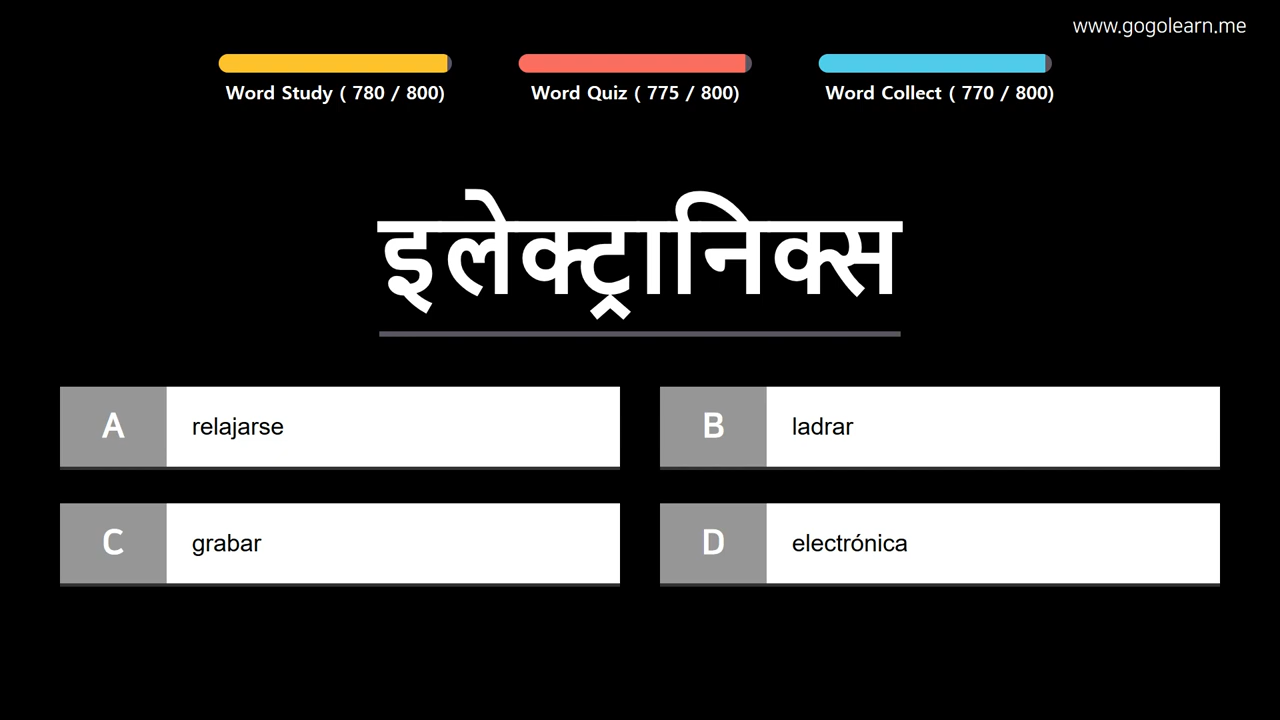 www.gogolearn.me
Word Study ( 780 / 800)
Word Quiz ( 775 / 800)
Word Collect ( 770 / 800)
इलेक्ट्रानिक्स
A
relajarse
B
ladrar
C
grabar
D
electrónica